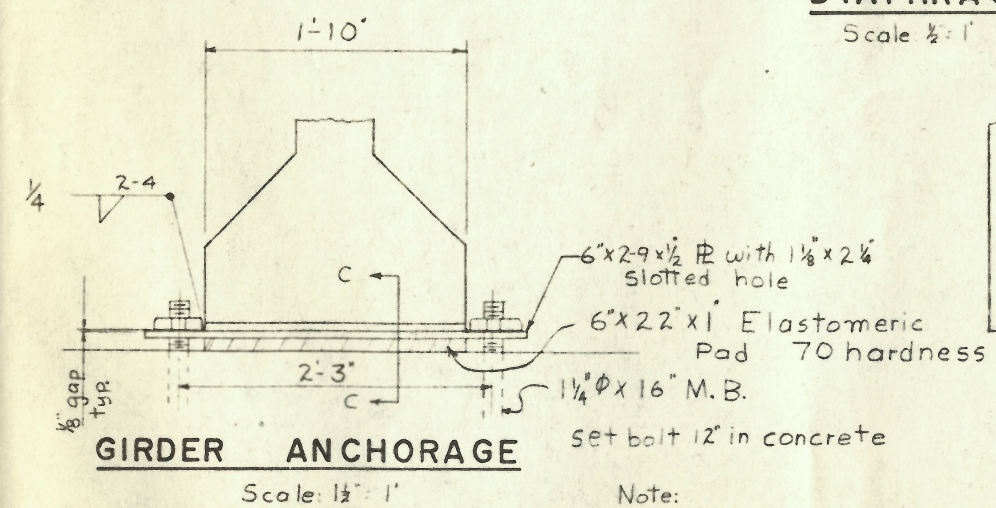 Scale ½" : 1'
1'-10"
2-4
¼
C
6"x2-9x½ PL with 1⅛"x2¼"
Slotted hole
6"X22"x1" Elastomeric
Pad 70 hardness
2'-3"
1¼"Φx16" M.B.
C
⅛" gap
typ.
set bolt 12" in concrete
GIRDER ANCHORAGE
Scale: 1½" : 1'
Note: